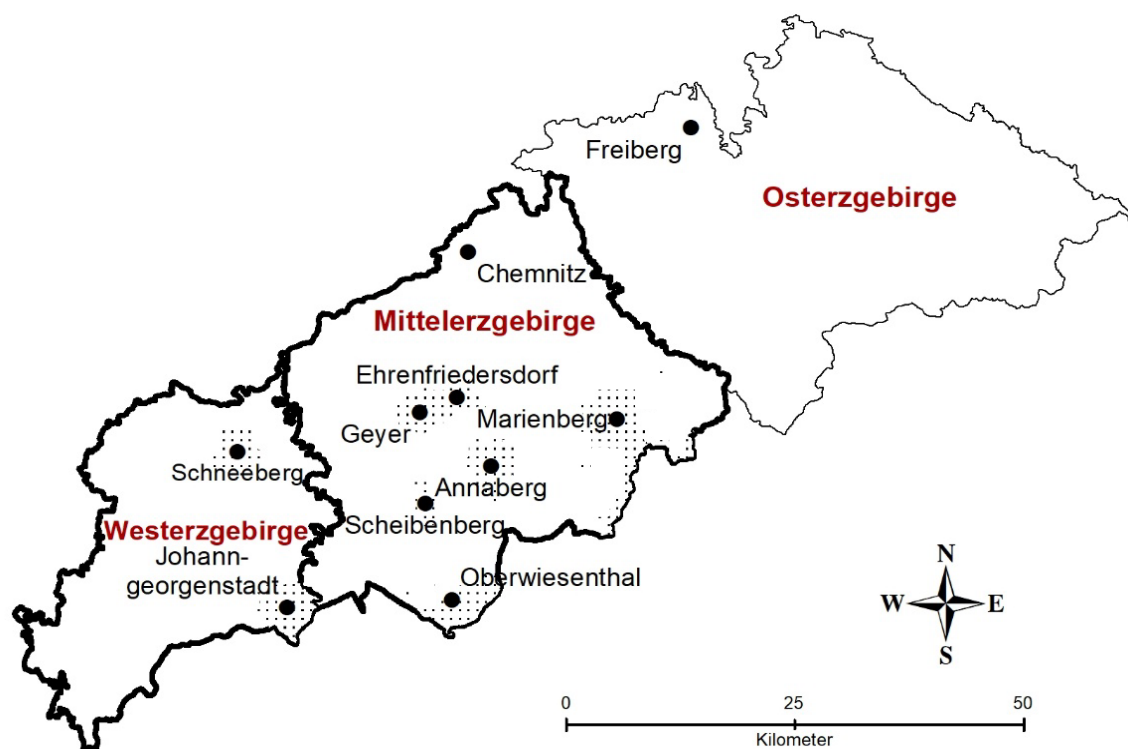 Freiberg
Osterzgebirge
Chemnitz
Mittelerzgebirge
Ehrenfriedersdorf
Marienberg
Geyer
Schneeberg
Annaberg
Scheibenberg
Westerzgebirge
Johann-
georgenstadt
Oberwiesenthal
N
W E
S
0 25 50
Kilometer